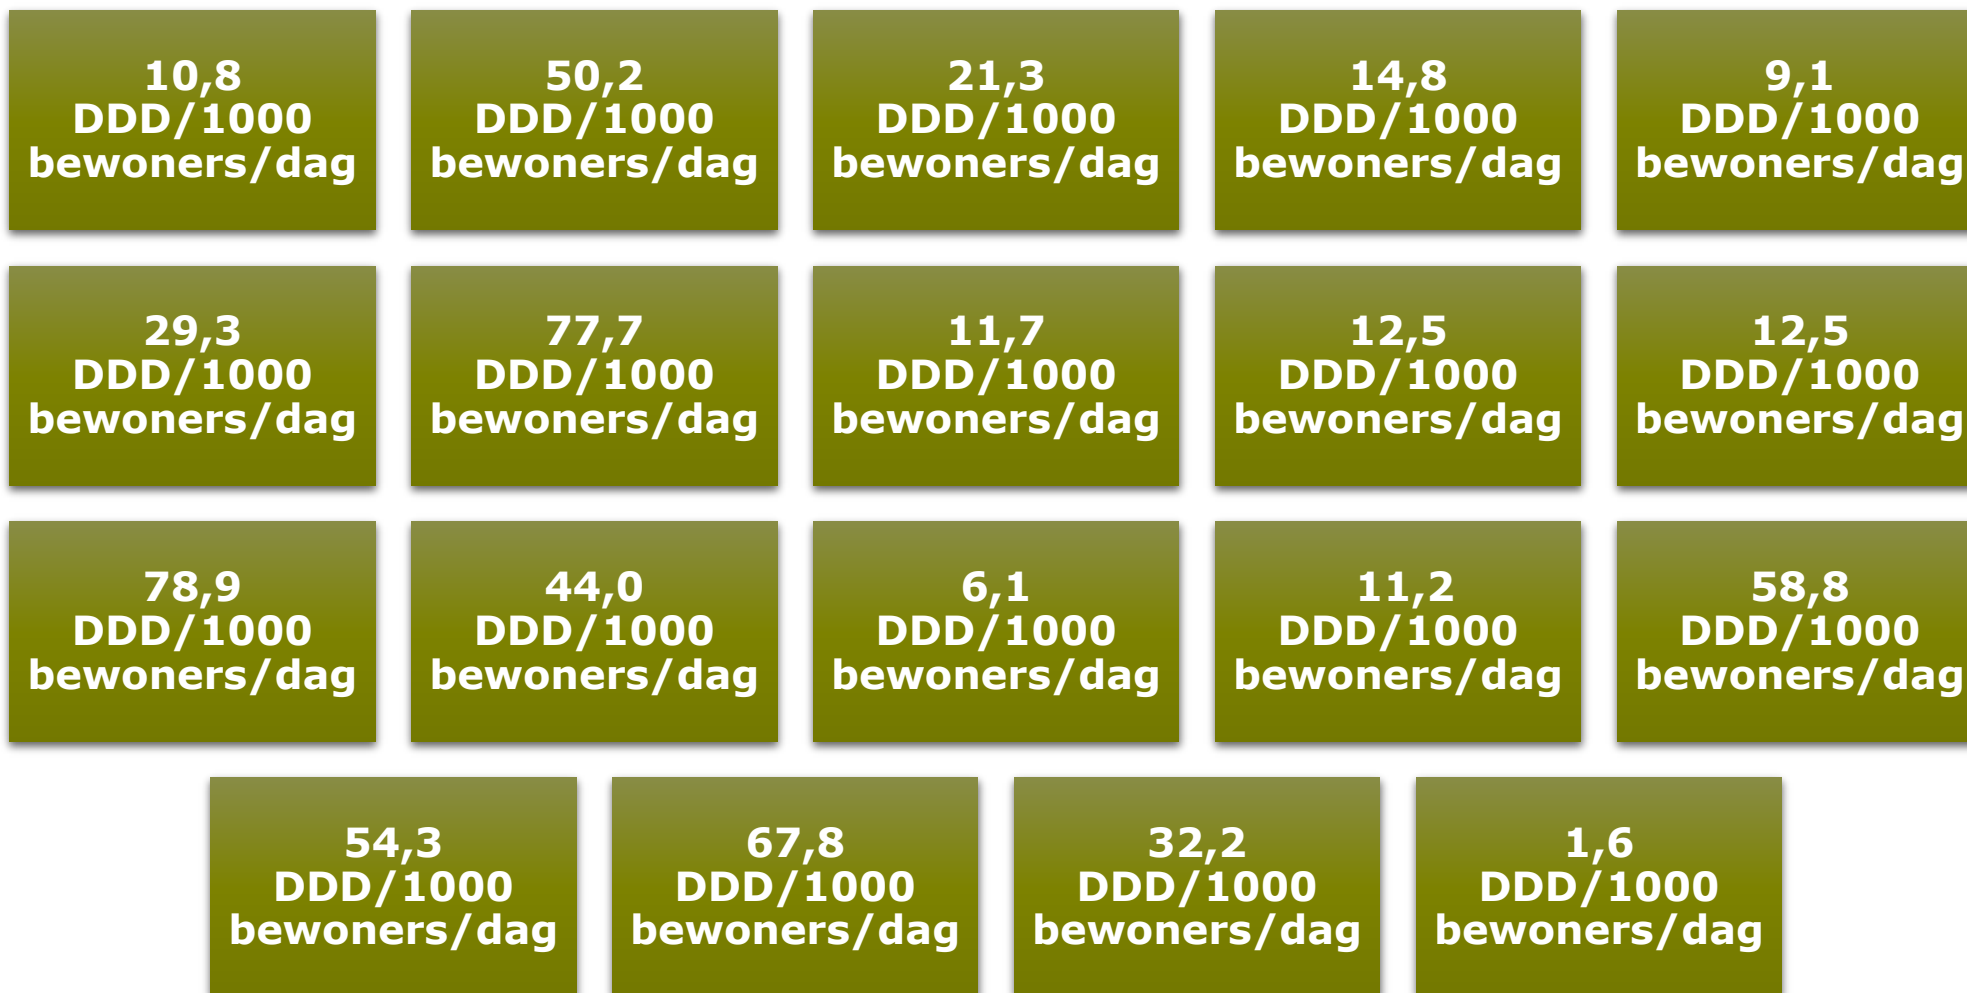 10,8
DDD/1000
bewoners/dag
50,2
DDD/1000
bewoners/dag
21,3
DDD/1000
bewoners/dag
14,8
DDD/1000
bewoners/dag
9,1
DDD/1000
bewoners/dag
29,3
DDD/1000
bewoners/dag
77,7
DDD/1000
bewoners/dag
11,7
DDD/1000
bewoners/dag
12,5
DDD/1000
bewoners/dag
12,5
DDD/1000
bewoners/dag
78,9
DDD/1000
bewoners/dag
44,0
DDD/1000
bewoners/dag
6,1
DDD/1000
bewoners/dag
11,2
DDD/1000
bewoners/dag
58,8
DDD/1000
bewoners/dag
54,3
DDD/1000
bewoners/dag
67,8
DDD/1000
bewoners/dag
32,2
DDD/1000
bewoners/dag
1,6
DDD/1000
bewoners/dag